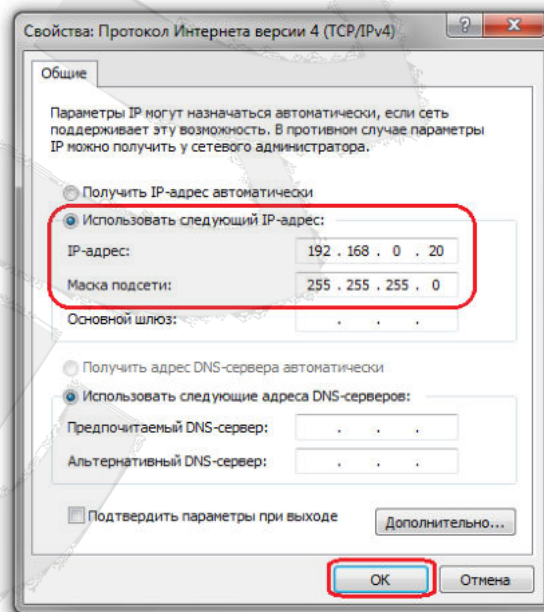 Свойства: Протокол Интернета версии 4 (TCP/IPv4)
Общие
Параметры IP могут назначаться автоматически, если сеть
поддерживает эту возможность. В противном случае параметры
IP можно получить у сетевого администратора.
Получить IP-адрес автоматически
Использовать следующий IP-адрес:
IP-адрес: 192 . 168 . 0 . 20
Маска подсети: 255 . 255 . 255 . 0
Основной шлюз: . . .
Получить адрес DNS-сервера автоматически
Использовать следующие адреса DNS-серверов:
Предпочитаемый DNS-сервер: . . .
Альтернативный DNS-сервер: . . .
Подтвердить параметры при выходе Дополнительно...
ОК Отмена